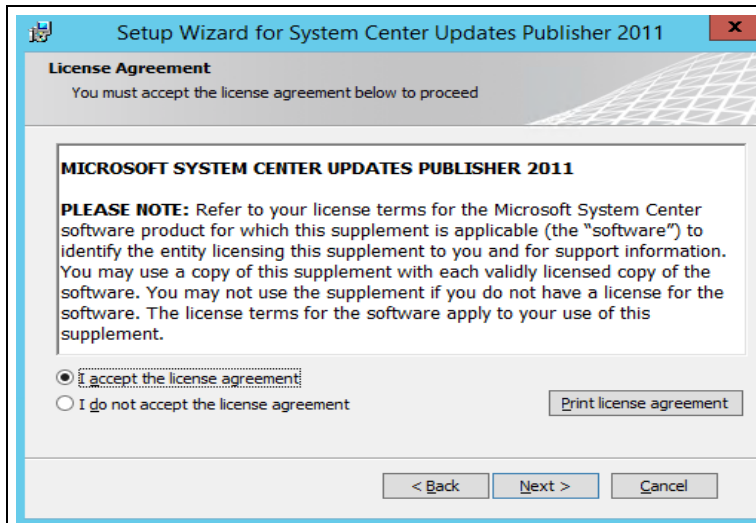 Setup Wizard for System Center Updates Publisher 2011
x
License Agreement
You must accept the license agreement below to proceed
MICROSOFT SYSTEM CENTER UPDATES PUBLISHER 2011
PLEASE NOTE: Refer to your license terms for the Microsoft System Center
software product for which this supplement is applicable (the “software”) to
identify the entity licensing this supplement to you and for support information.
You may use a copy of this supplement with each validly licensed copy of the
software. You may not use the supplement if you do not have a license for the
software. The license terms for the software apply to your use of this
supplement.
I accept the license agreement
I do not accept the license agreement
Print license agreement
< Back
Next >
Cancel